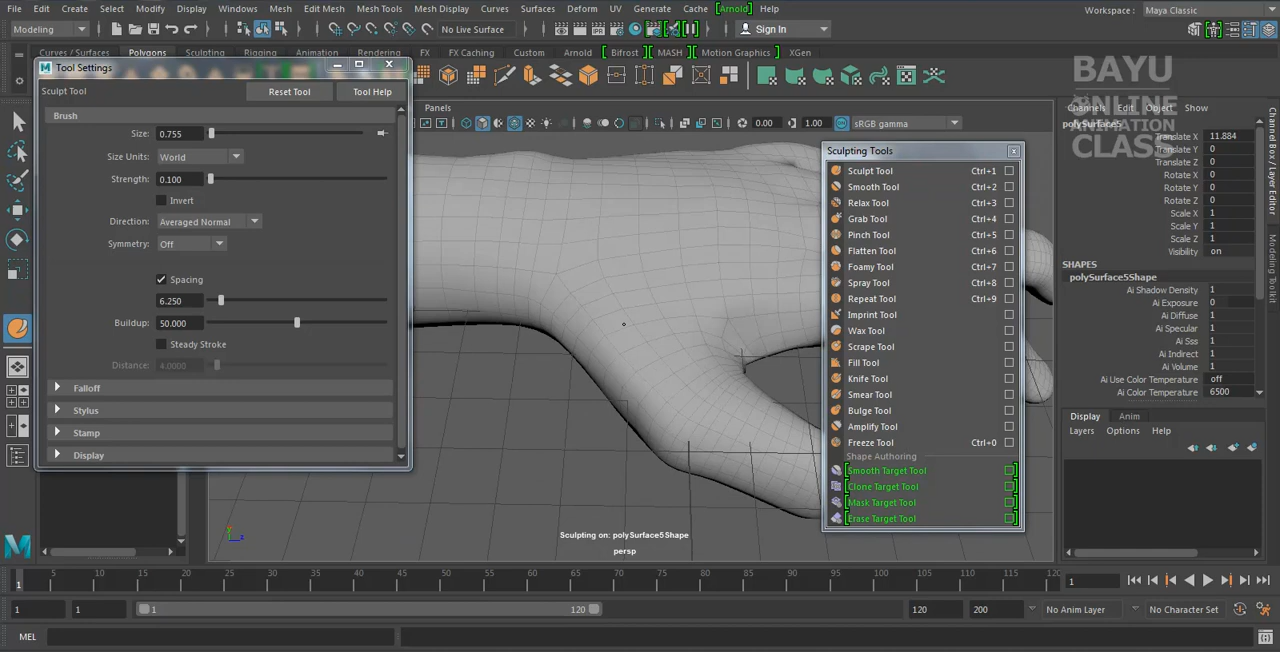 File Edit Create Select Modify Display Windows Mesh Edit Mesh Mesh Tools Mesh Display Curves Surfaces Deform UV Generate Cache [Arnold] Help
Workspace : Maya Classic
Modeling
No Live Surface
Sign In
Curves / Surfaces Polygons Sculpting Rigging Animation Rendering FX FX Caching Custom Arnold Bifrost MASH Motion Graphics XGen
Tool Settings
Sculpt Tool
Reset Tool
Tool Help
Brush
Size: 0.755
Size Units: World
Strength: 0.100
Invert
Direction: Averaged Normal
Symmetry: Off
Spacing
6.250
Buildup: 50.000
Steady Stroke
Distance: 4.0000
Falloff
Stylus
Stamp
Display
Panels
0.00 1.00 sRGB gamma
Sculpting Tools
Sculpt Tool Ctrl+1
Smooth Tool Ctrl+2
Relax Tool Ctrl+3
Grab Tool Ctrl+4
Pinch Tool Ctrl+5
Flatten Tool Ctrl+6
Foamy Tool Ctrl+7
Spray Tool Ctrl+8
Repeat Tool Ctrl+9
Imprint Tool
Wax Tool
Scrape Tool
Fill Tool
Knife Tool
Smear Tool
Bulge Tool
Amplify Tool
Freeze Tool Ctrl+0
Shape Authoring
Smooth Target Tool
Clone Target Tool
Mask Target Tool
Erase Target Tool
Sculpting on: polySurface5Shape
persp
BAYU
ONLINE
ANIMATION
CLASS
Channels Edit Object Show
polySurface5
Translate X 11.884
Translate Y 0
Translate Z 0
Rotate X 0
Rotate Y 0
Rotate Z 0
Scale X 1
Scale Y 1
Scale Z 1
Visibility on
SHAPES
polySurface5Shape
Ai Shadow Density 1
Ai Exposure 0
Ai Diffuse 1
Ai Specular 1
Ai Sss 1
Ai Indirect 1
Ai Volume 1
Ai Use Color Temperature off
Ai Color Temperature 6500
Display Anim
Layers Options Help
Channel Box / Layer Editor
Modeling Toolkit
1 5 10 15 20 25 30 35 40 45 50 55 60 65 70 75 80 85 90 95 100 105 110 115 120
1
1 1 1 120 120 200 No Anim Layer No Character Set
MEL